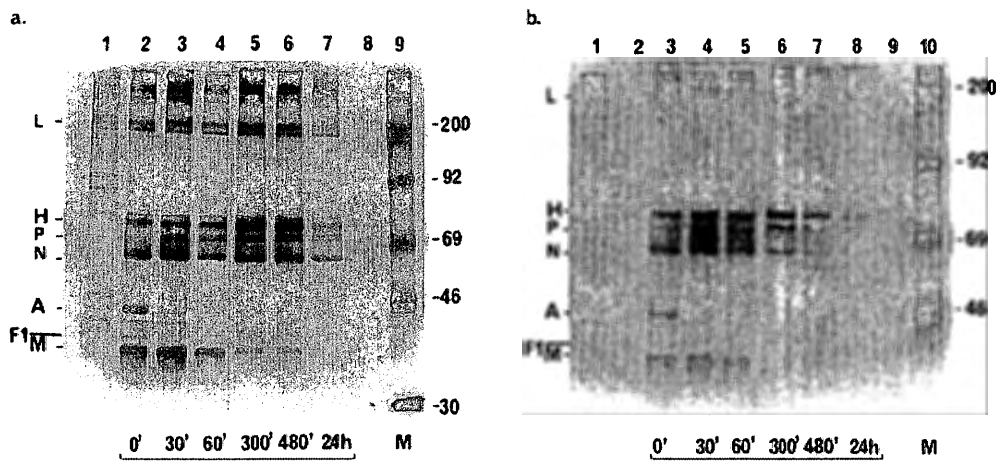 a.
1 2 3 4 5 6 7 8 9
L -
H -
P -
N -
A -
F1
M -
-200
-92
-69
-46
-30
0' 30' 60' 300' 480' 24h M
b.
1 2 3 4 5 6 7 8 9 10
L -
H -
P -
N -
A -
F1
M -
-200
-92
-69
-46
0' 30' 60' 300' 480' 24h M